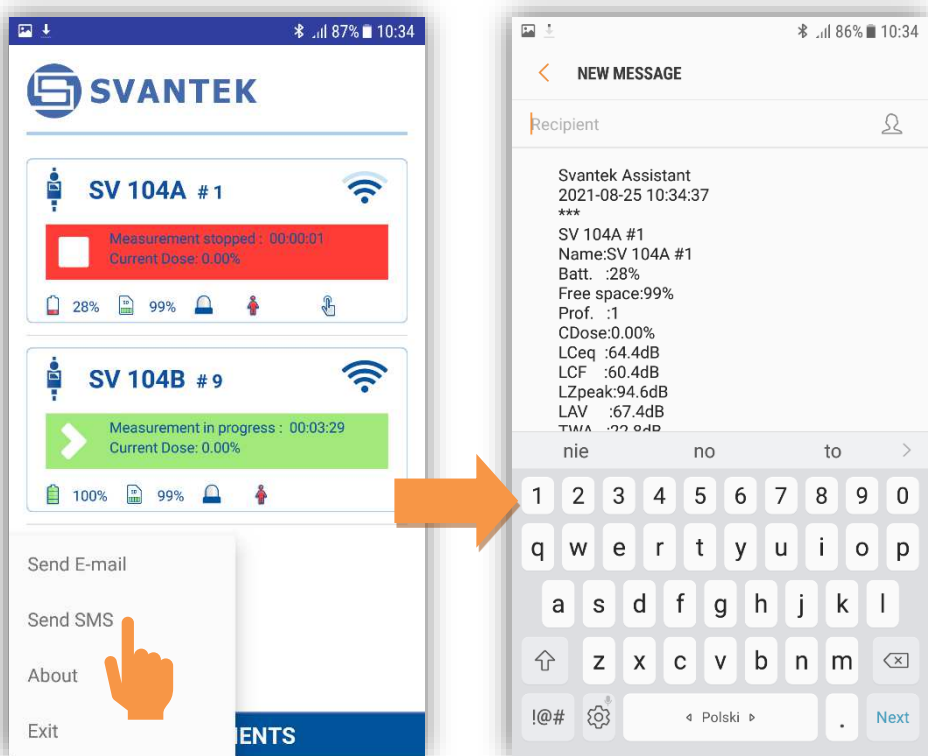 87% 10:34
SVANTEK
SV 104A # 1
Measurement stopped : 00:00:01
Current Dose: 0.00%
28% 99%
SV 104B # 9
Measurement in progress : 00:03:29
Current Dose: 0.00%
100% 99%
Send E-mail
Send SMS
About
Exit
ENTS
86% 10:34
NEW MESSAGE
Recipient
Svantek Assistant
2021-08-25 10:34:37
***
SV 104A #1
Name:SV 104A #1
Batt. :28%
Free space:99%
Prof. :1
CDose:0.00%
LCeq :64.4dB
LCF :60.4dB
LZpeak:94.6dB
LAV :67.4dB
TWA :22.8dB
nie no to
1 2 3 4 5 6 7 8 9 0
q w e r t y u i o p
a s d f g h j k l
z x c v b n m
!@# Polski . Next